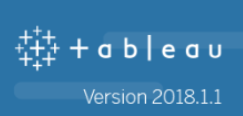 + a b | e a u
Version 2018.1.1